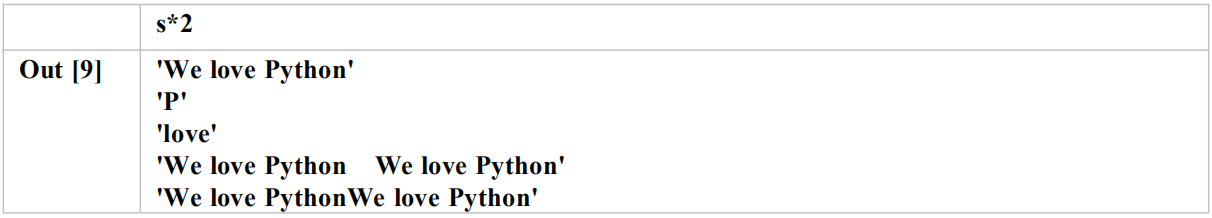 s*2
Out [9] 'We love Python'
'P'
'love'
'We love Python    We love Python'
'We love PythonWe love Python'